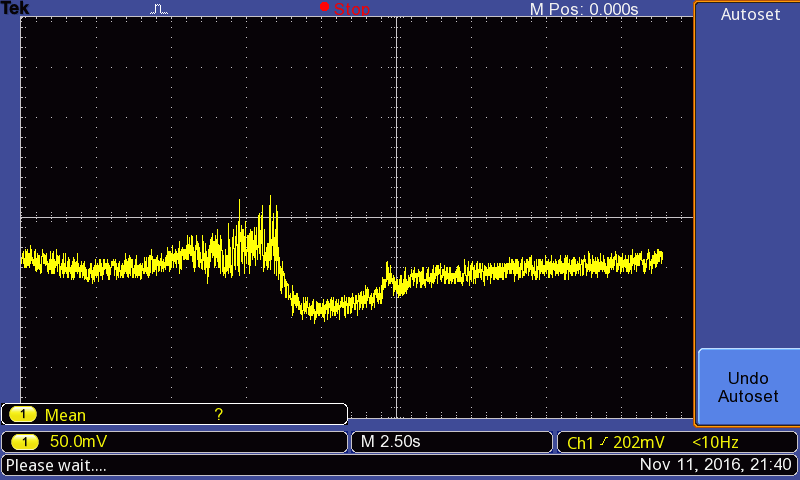 Tek Stop M Pos: 0.000s
Autoset
Undo
Autoset
1 Mean ?
1 50.0mV M 2.50s Ch1 202mV <10Hz
Please wait.... Nov 11, 2016, 21:40